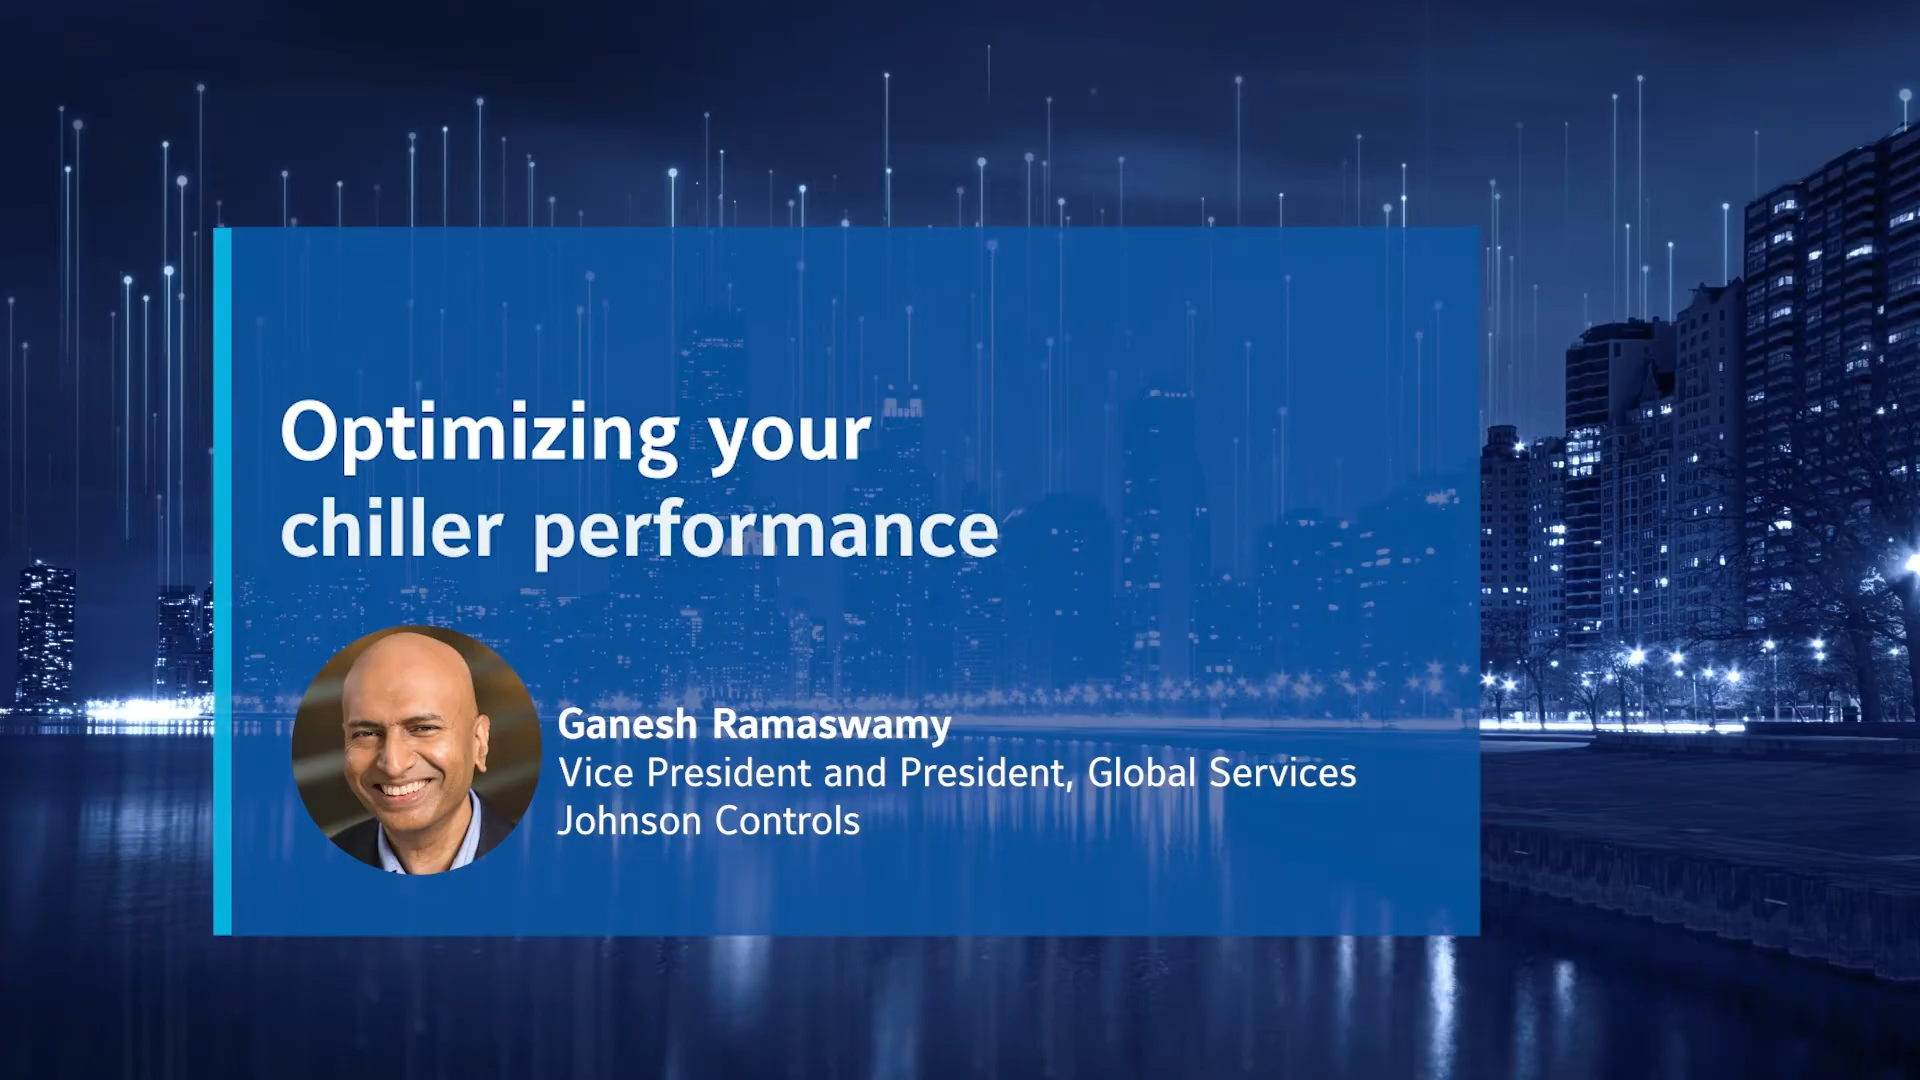 Optimizing your
chiller performance
Ganesh Ramaswamy
Vice President and President, Global Services
Johnson Controls